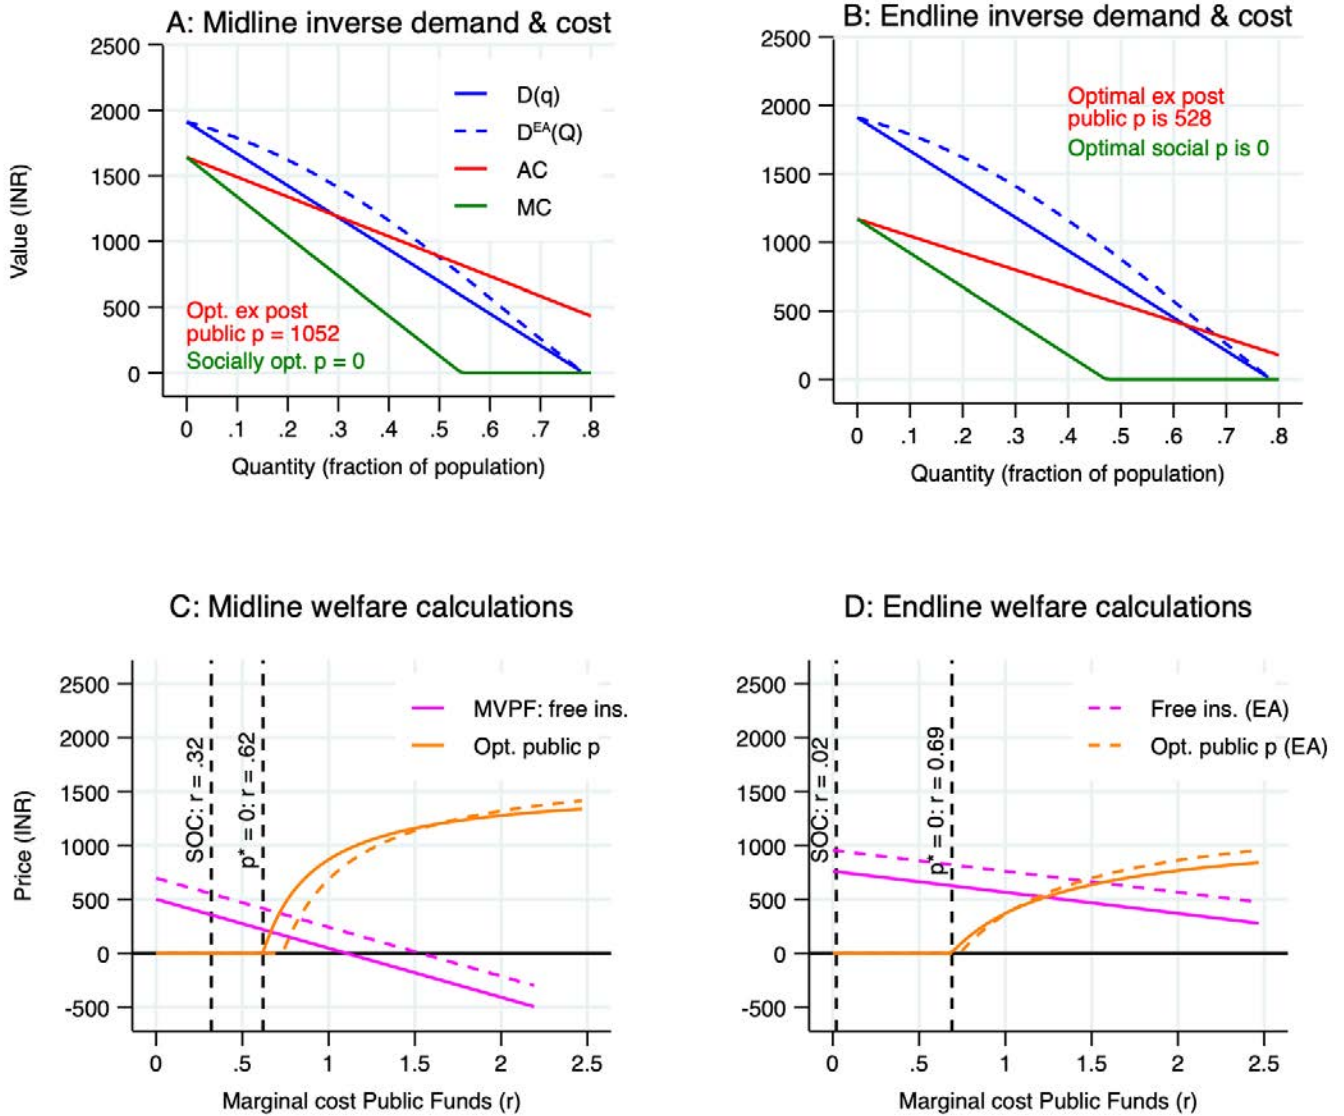 A: Midline inverse demand & cost
2500
2000
1500
1000
500
0
Value (INR)
D(q)
D^EA(Q)
AC
MC
Opt. ex post
public p = 1052
Socially opt. p = 0
0 .1 .2 .3 .4 .5 .6 .7 .8
Quantity (fraction of population)
B: Endline inverse demand & cost
2500
2000
1500
1000
500
0
Optimal ex post
public p is 528
Optimal social p is 0
0 .1 .2 .3 .4 .5 .6 .7 .8
Quantity (fraction of population)
C: Midline welfare calculations
2500
2000
1500
1000
500
0
-500
Price (INR)
SOC: r = .32
p* = 0: r = .62
MVPF: free ins.
Opt. public p
0 .5 1 1.5 2 2.5
Marginal cost Public Funds (r)
D: Endline welfare calculations
2500
2000
1500
1000
500
0
-500
SOC: r = .02
p* = 0: r = 0.69
Free ins. (EA)
Opt. public p (EA)
0 .5 1 1.5 2 2.5
Marginal cost Public Funds (r)